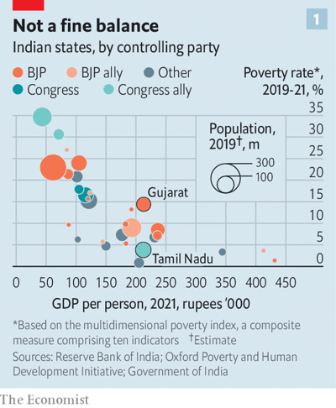 1
Not a fine balance
Indian states, by controlling party
BJP BJP ally Other
Congress Congress ally
Poverty rate*,
2019-21, %
35
30
25
20
15
10
5
0
Population,
2019†, m
300
100
Gujarat
Tamil Nadu
0 50 100 150 200 250 300 350 400 450
GDP per person, 2021, rupees '000
*Based on the multidimensional poverty index, a composite
measure comprising ten indicators †Estimate
Sources: Reserve Bank of India; Oxford Poverty and Human
Development Initiative; Government of India
The Economist